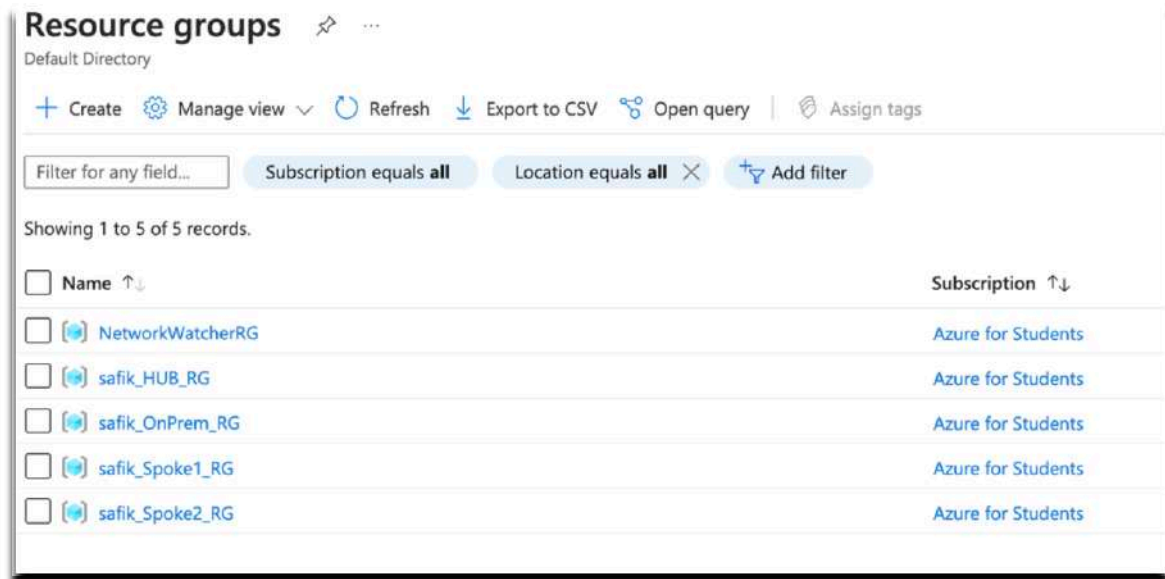 Resource groups
Default Directory
Create Manage view Refresh Export to CSV Open query Assign tags
Filter for any field... Subscription equals all Location equals all Add filter
Showing 1 to 5 of 5 records.
Name Subscription
NetworkWatcherRG Azure for Students
safik_HUB_RG Azure for Students
safik_OnPrem_RG Azure for Students
safik_Spoke1_RG Azure for Students
safik_Spoke2_RG Azure for Students